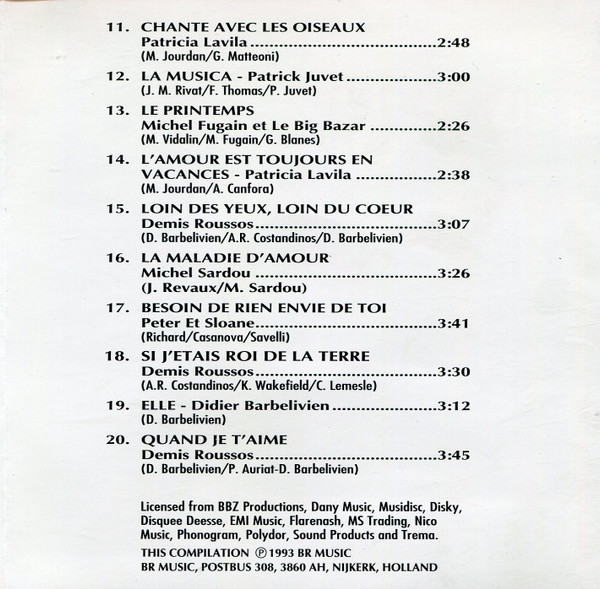 11. CHANTE AVEC LES OISEAUX
Patricia Lavila........................................2:48
(M. Jourdan/G. Matteoni)
12. LA MUSICA - Patrick Juvet...................3:00
(J. M. Rivat/F. Thomas/P. Juvet)
13. LE PRINTEMPS
Michel Fugain et Le Big Bazar ..............2:26
(M. Vidalin/M. Fugain/G. Blanes)
14. L'AMOUR EST TOUJOURS EN
VACANCES - Patricia Lavila .................2:38
(M. Jourdan/A. Canfora)
15. LOIN DES YEUX, LOIN DU COEUR
Demis Roussos.......................................3:07
(D. Barbelivien/A.R. Costandinos/D. Barbelivien)
16. LA MALADIE D'AMOUR
Michel Sardou.......................................3:26
(J. Revaux/M. Sardou)
17. BESOIN DE RIEN ENVIE DE TOI
Peter Et Sloane......................................3:41
(Richard/Casanova/Savelli)
18. SI J'ETAIS ROI DE LA TERRE
Demis Roussos.......................................3:30
(A.R. Costandinos/K. Wakefield/C. Lemesle)
19. ELLE - Didier Barbelivien ......................3:12
(D. Barbelivien)
20. QUAND JE T'AIME
Demis Roussos.......................................3:45
(D. Barbelivien/P. Auriat-D. Barbelivien)
Licensed from BBZ Productions, Dany Music, Musidisc, Disky,
Disquee Deesse, EMI Music, Flarenash, MS Trading, Nico
Music, Phonogram, Polydor, Sound Products and Trema.
THIS COMPILATION ℗ 1993 BR MUSIC
BR MUSIC, POSTBUS 308, 3860 AH, NIJKERK, HOLLAND